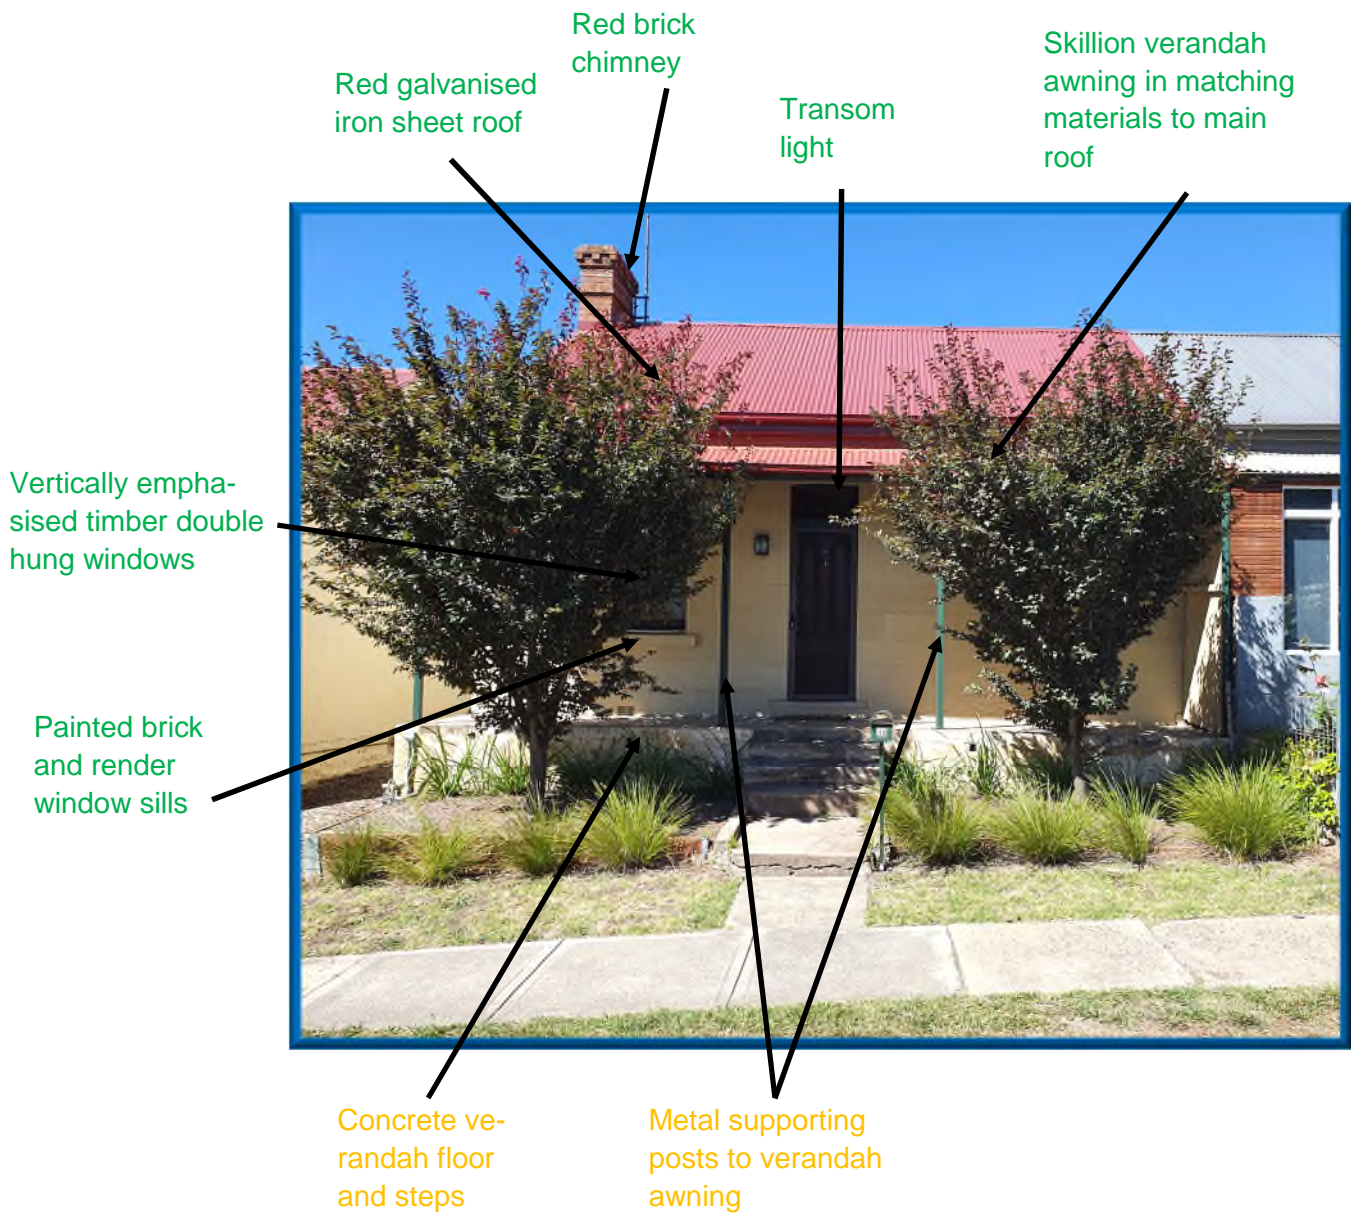 Red brick
chimney
Skillion verandah
awning in matching
materials to main
roof
Red galvanised
iron sheet roof
Transom
light
Vertically empha-
sised timber double
hung windows
Painted brick
and render
window sills
Concrete ve-
randah floor
and steps
Metal supporting
posts to verandah
awning